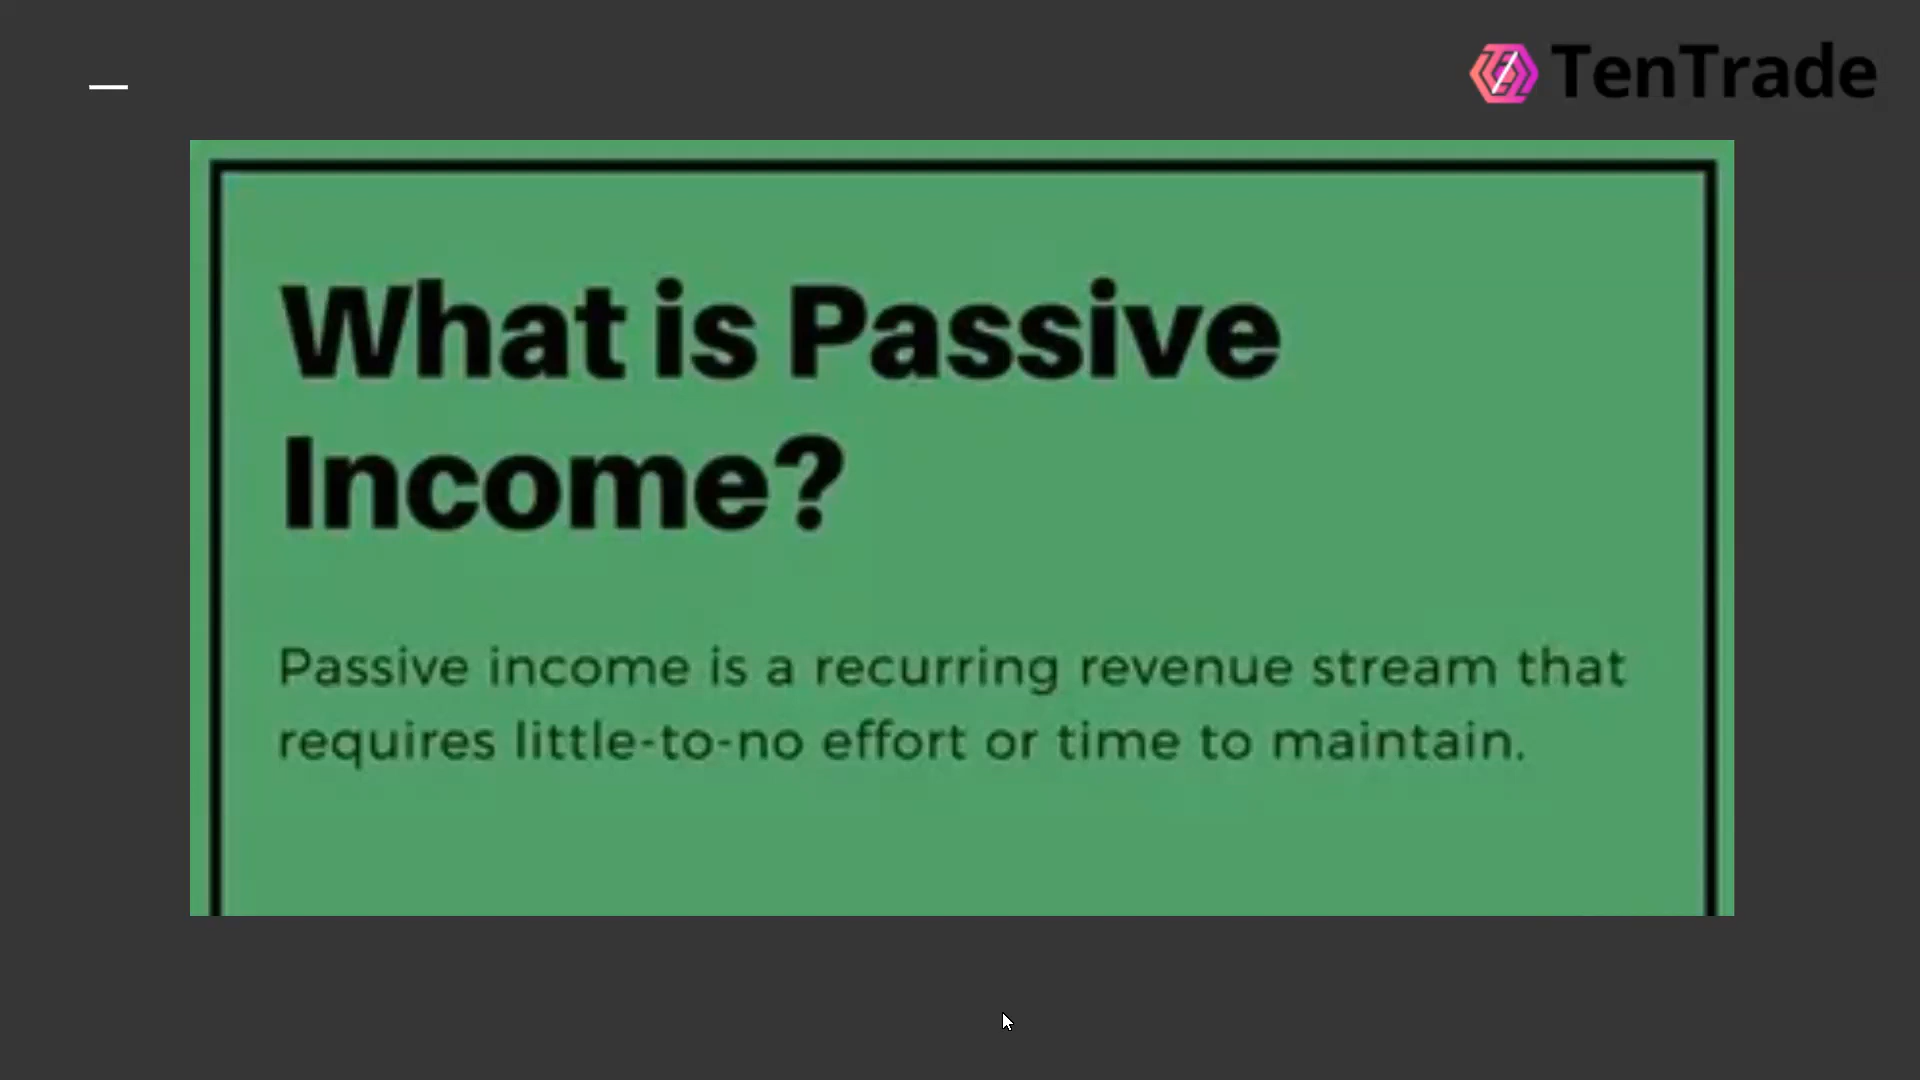 TenTrade
What is Passive
Income?
Passive income is a recurring revenue stream that
requires little-to-no effort or time to maintain.